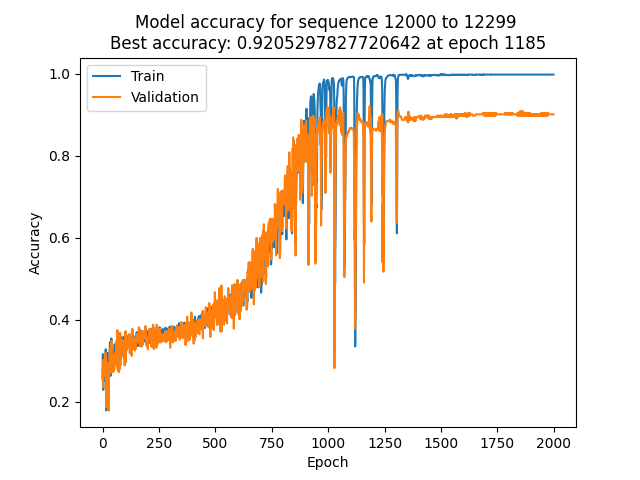 Model accuracy for sequence 12000 to 12299
Best accuracy: 0.9205297827720642 at epoch 1185
Train
Validation
1.0
0.8
0.6
0.4
0.2
Accuracy
0 250 500 750 1000 1250 1500 1750 2000
Epoch